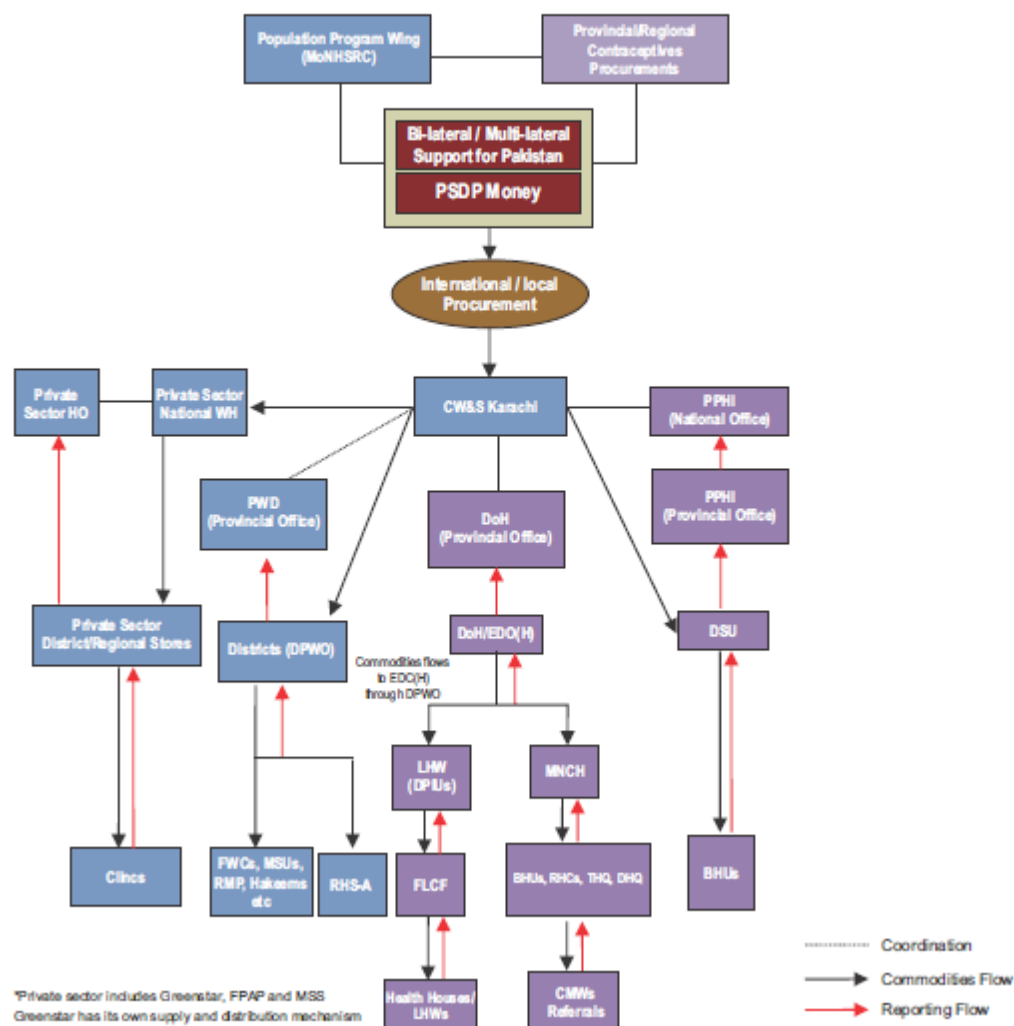 Population Program Wing
(MoNHSRC)
Provincial/Regional
Contraceptives
Procurements
Bi-lateral / Multi-lateral
Support for Pakistan
PSDP Money
International / local
Procurement
Private
Sector HO
Private Sector
National WH
CW&S Karachi
PPHI
(National Office)
PWD
(Provincial Office)
DoH
(Provincial Office)
PPHI
(Provincial Office)
Private Sector
District/Regional Stores
Districts (DPWO)
DoH/EDO(H)
DSU
Commodities flows
to EDC(H)
through DPWO
LHW
(DPIUs)
MNCH
Clincs
FWCs, MSUs,
RMP, Hakeems
etc
RHS-A
FLCF
BHUs, RHCs, THQ, DHQ
BHUs
Health Houses/
LHWs
CMWs
Referrals
Coordination
Commodities Flow
Reporting Flow
*Private sector includes Greenstar, FPAP and MSS
Greenstar has its own supply and distribution mechanism